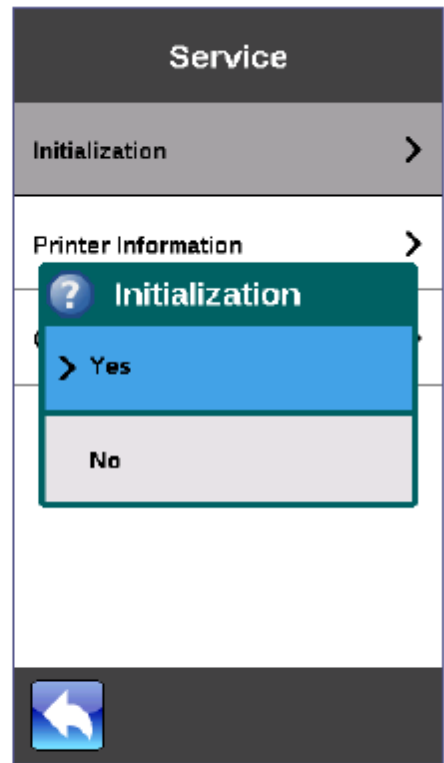 Service
Initialization
Printer Information
Initialization
Yes
No